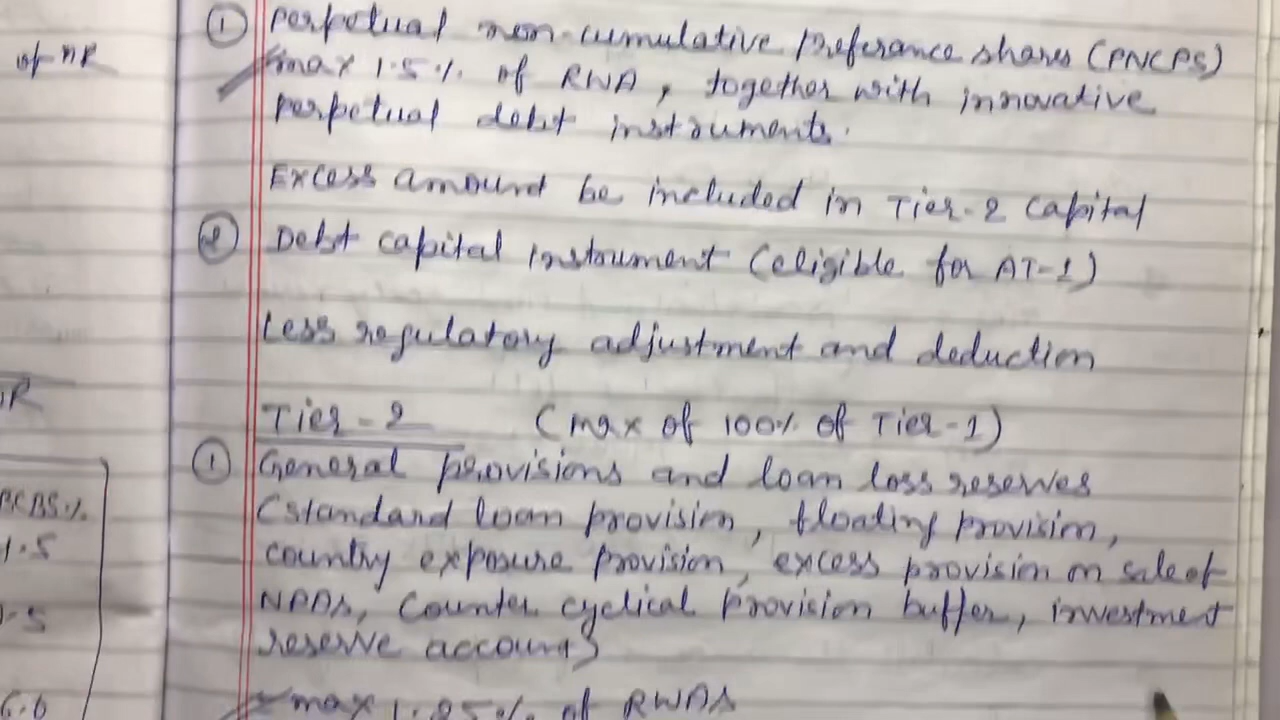 of nR
① Perpetual non-cumulative Preferance shares (PNCPS)
max 1.5% of RWA, together with innovative
perpetual debt instruments.
Excess amount be included in Tier-2 Capital
② Debt capital instrument (eligible for AT-1)
Less regulatory adjustment and deduction
Tier-2 (max of 100% of Tier-1)
① General provisions and loan loss reserves
(standard loan provision, floating provision,
country exposure provision, excess provision on sale of
NPAs, Counter cyclical Provision buffer, investment
reserve account)
max 1.25% of RWAs
BCBS%